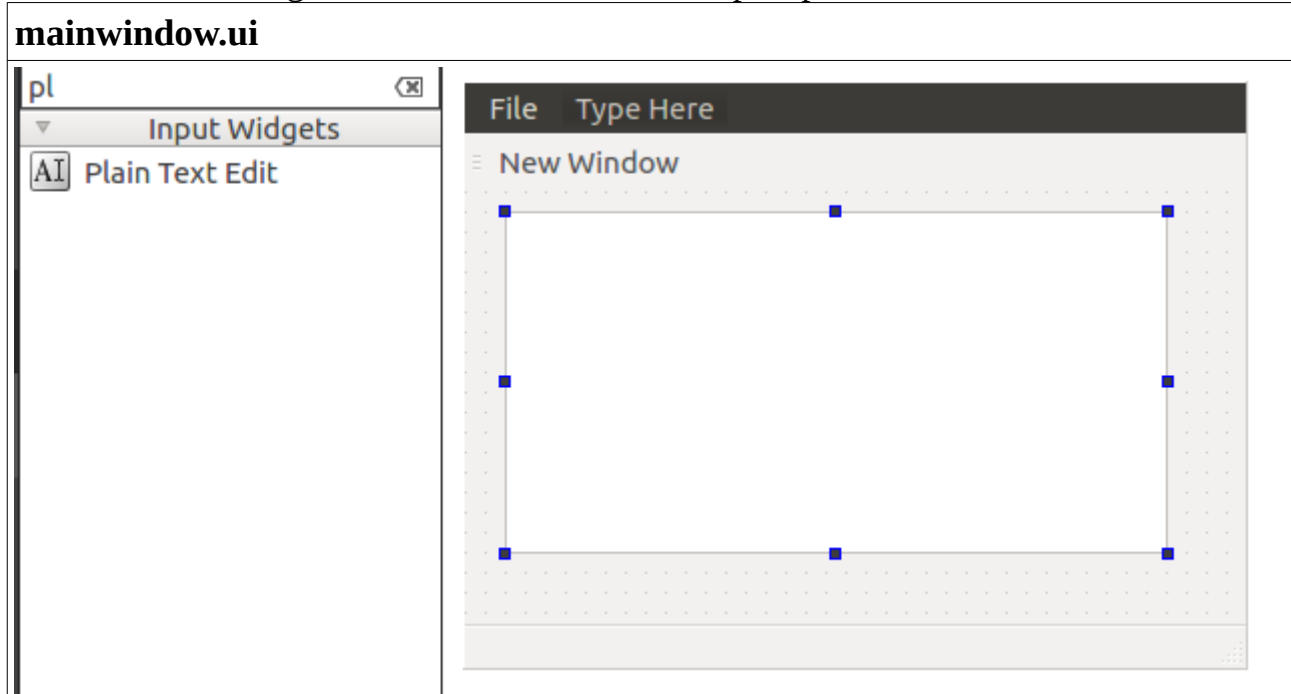 mainwindow.ui
pl
Input Widgets
AI Plain Text Edit
File Type Here
New Window